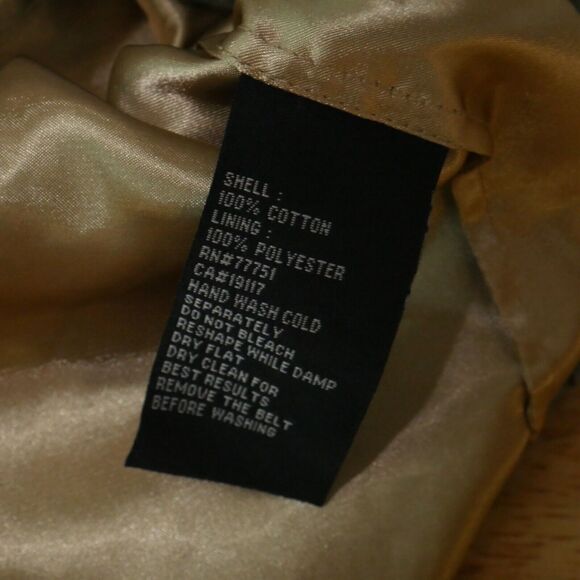 SHELL :
100% COTTON
LINING :
100% POLYESTER
RN#77751
CA#19117
HAND WASH COLD
SEPARATELY
DO NOT BLEACH
RESHAPE WHILE DAMP
DRY FLAT.
DRY CLEAN FOR
BEST RESULTS
REMOVE THE BELT
BEFORE WASHING